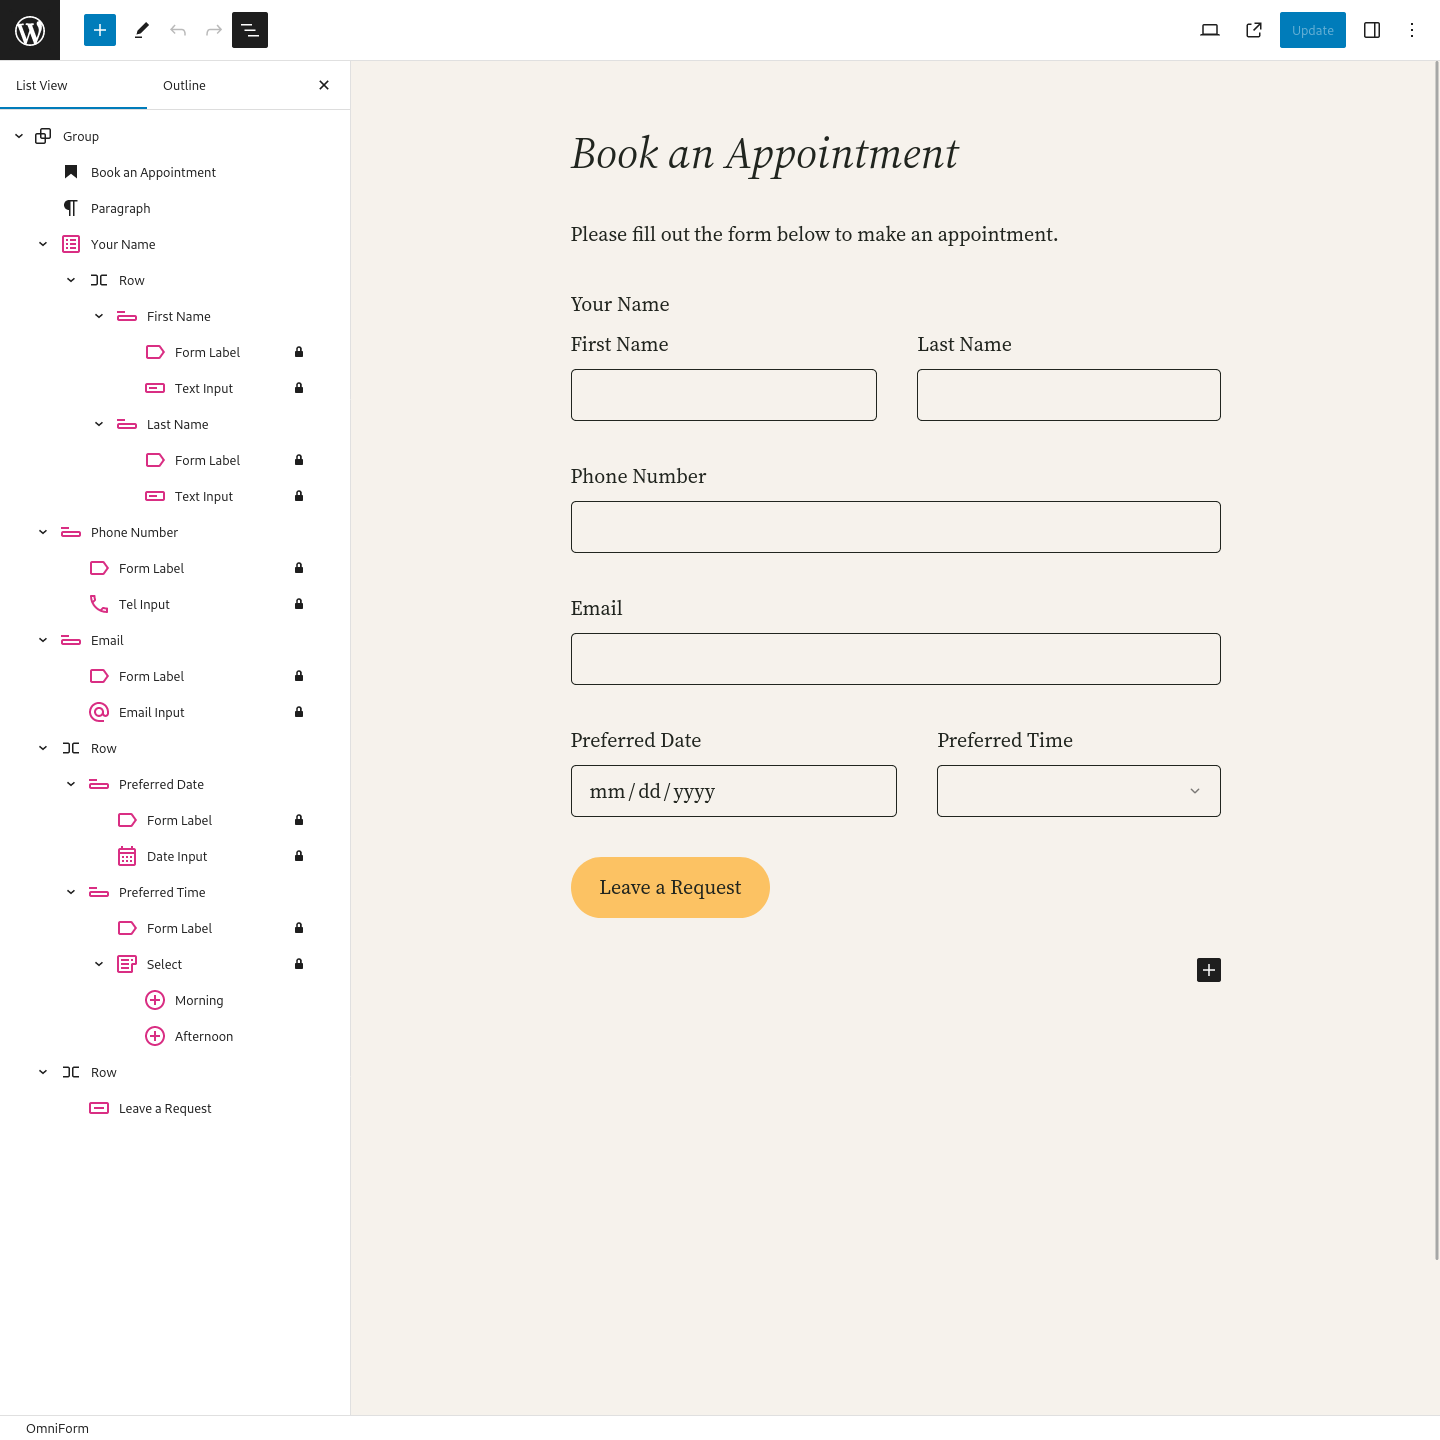 Update
List View
Outline
Group
Book an Appointment
Paragraph
Your Name
Row
First Name
Form Label
Text Input
Last Name
Form Label
Text Input
Phone Number
Form Label
Tel Input
Email
Form Label
Email Input
Row
Preferred Date
Form Label
Date Input
Preferred Time
Form Label
Select
Morning
Afternoon
Row
Leave a Request
Book an Appointment
Please fill out the form below to make an appointment.
Your Name
First Name
Last Name
Phone Number
Email
Preferred Date
Preferred Time
mm/dd/yyyy
Leave a Request
OmniForm